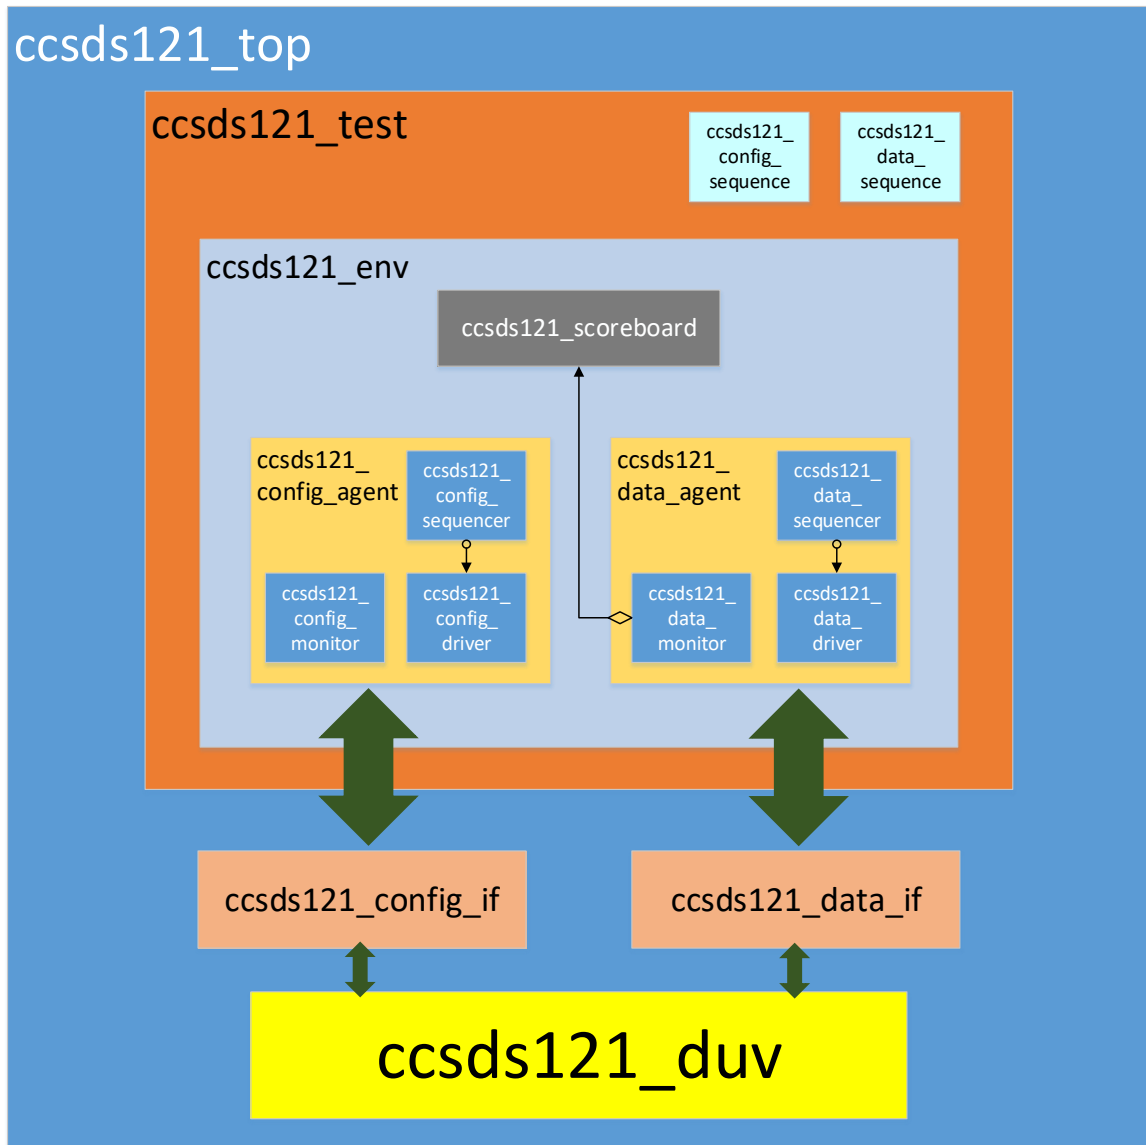 ccsds121_top
ccsds121_test
ccsds121_
config_
sequence
ccsds121_
data_
sequence
ccsds121_env
ccsds121_scoreboard
ccsds121_
config_agent
ccsds121_
config_
sequencer
ccsds121_
config_
monitor
ccsds121_
config_
driver
ccsds121_
data_agent
ccsds121_
data_
sequencer
ccsds121_
data_
monitor
ccsds121_
data_
driver
ccsds121_config_if
ccsds121_data_if
ccsds121_duv